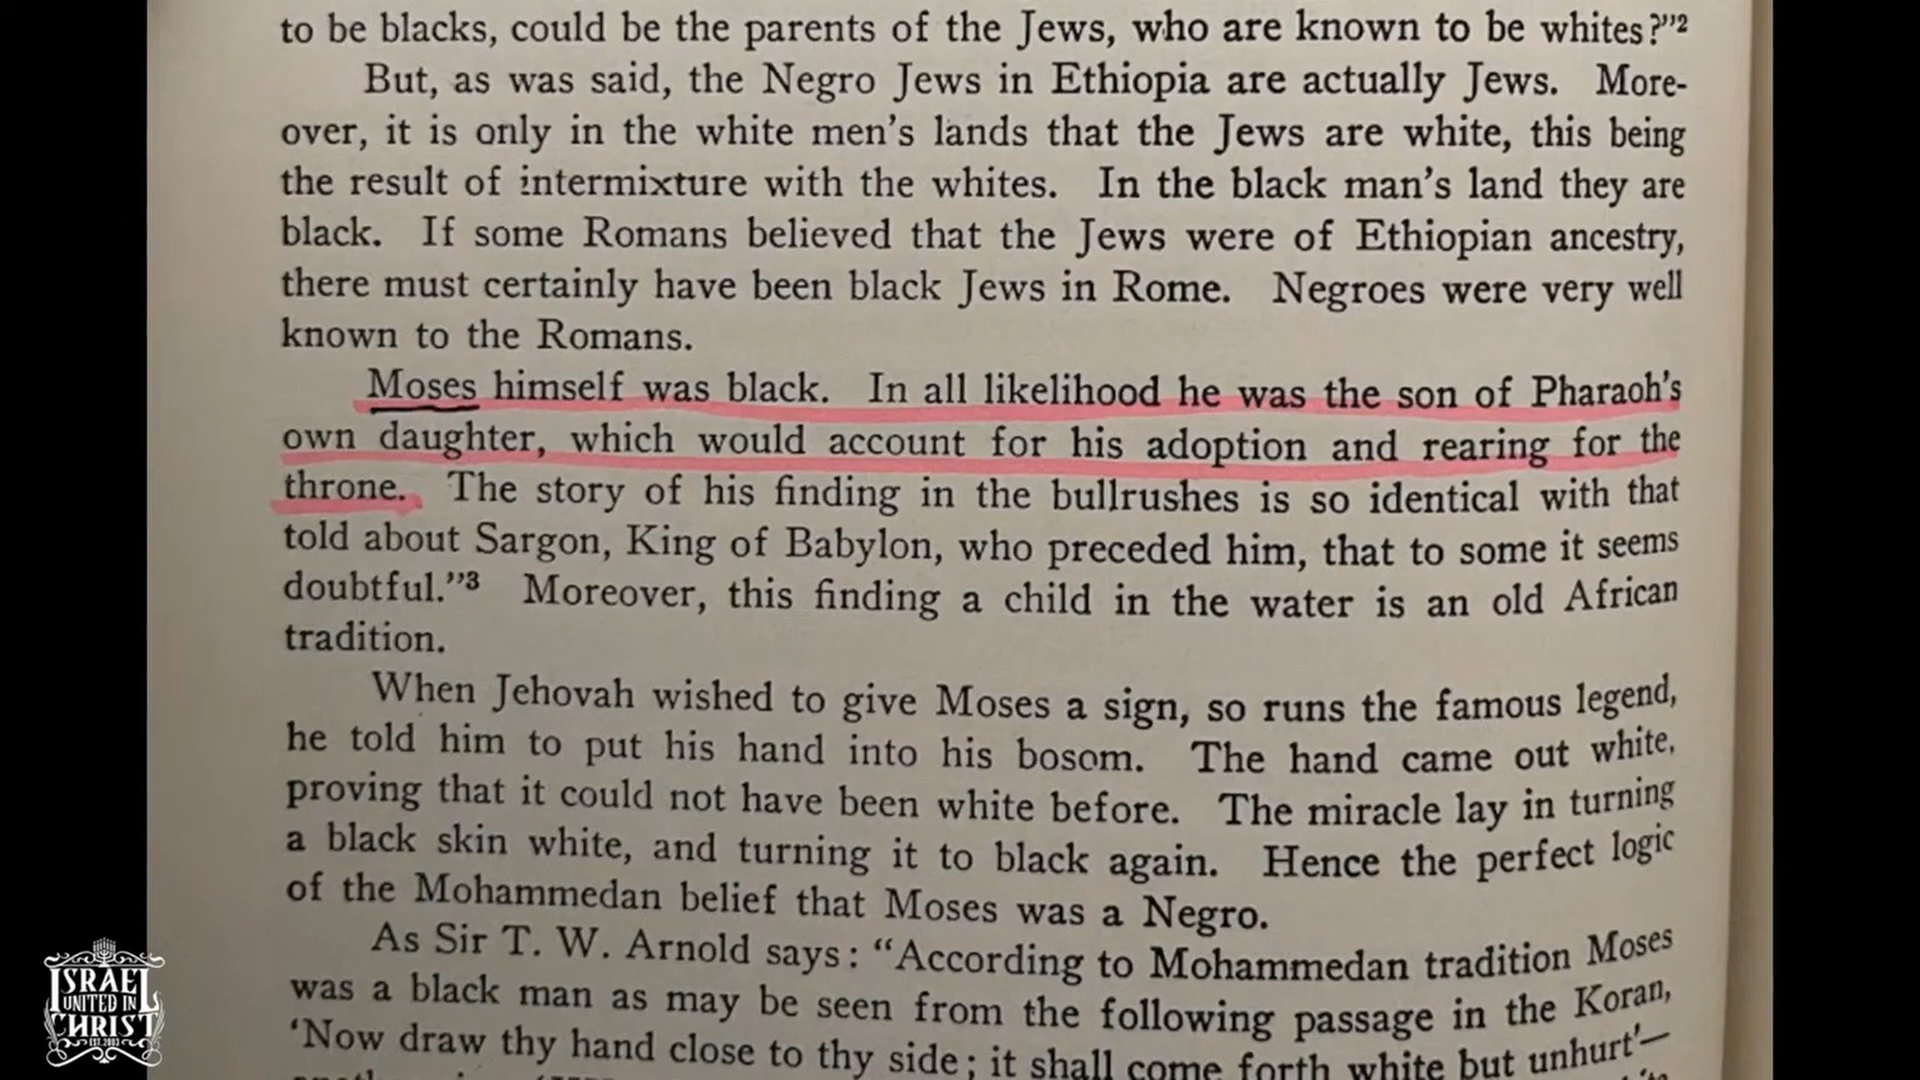 to be blacks, could be the parents of the Jews, who are known to be whites?"2
But, as was said, the Negro Jews in Ethiopia are actually Jews. More-
over, it is only in the white men's lands that the Jews are white, this being
the result of intermixture with the whites. In the black man's land they are
black. If some Romans believed that the Jews were of Ethiopian ancestry,
there must certainly have been black Jews in Rome. Negroes were very well
known to the Romans.
Moses himself was black. In all likelihood he was the son of Pharaoh's
own daughter, which would account for his adoption and rearing for the
throne. The story of his finding in the bullrushes is so identical with that
told about Sargon, King of Babylon, who preceded him, that to some it seems
doubtful."3 Moreover, this finding a child in the water is an old African
tradition.
When Jehovah wished to give Moses a sign, so runs the famous legend,
he told him to put his hand into his bosom. The hand came out white,
proving that it could not have been white before. The miracle lay in turning
a black skin white, and turning it to black again. Hence the perfect logic
of the Mohammedan belief that Moses was a Negro.
As Sir T. W. Arnold says: "According to Mohammedan tradition Moses
was a black man as may be seen from the following passage in the Koran,
'Now draw thy hand close to thy side; it shall come forth white but unhurt'—
ISRAEL
UNITED IN
CHRIST
EST. 2003